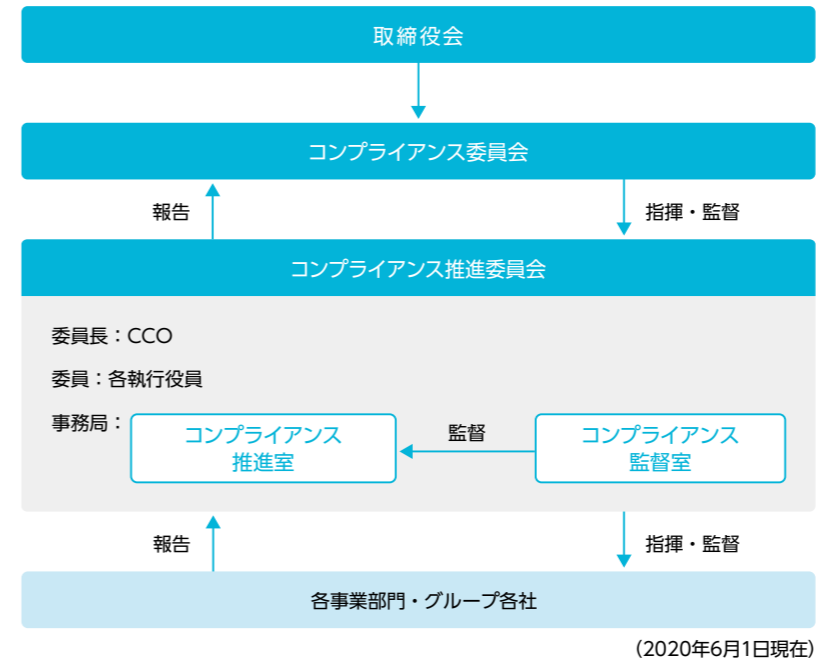 取締役会
コンプライアンス委員会
報告
指揮・監督
コンプライアンス推進委員会
委員長：CCO
委員：各執行役員
事務局：
コンプライアンス
推進室
監督
コンプライアンス
監督室
報告
指揮・監督
各事業部門・グループ各社
（2020年6月1日現在）